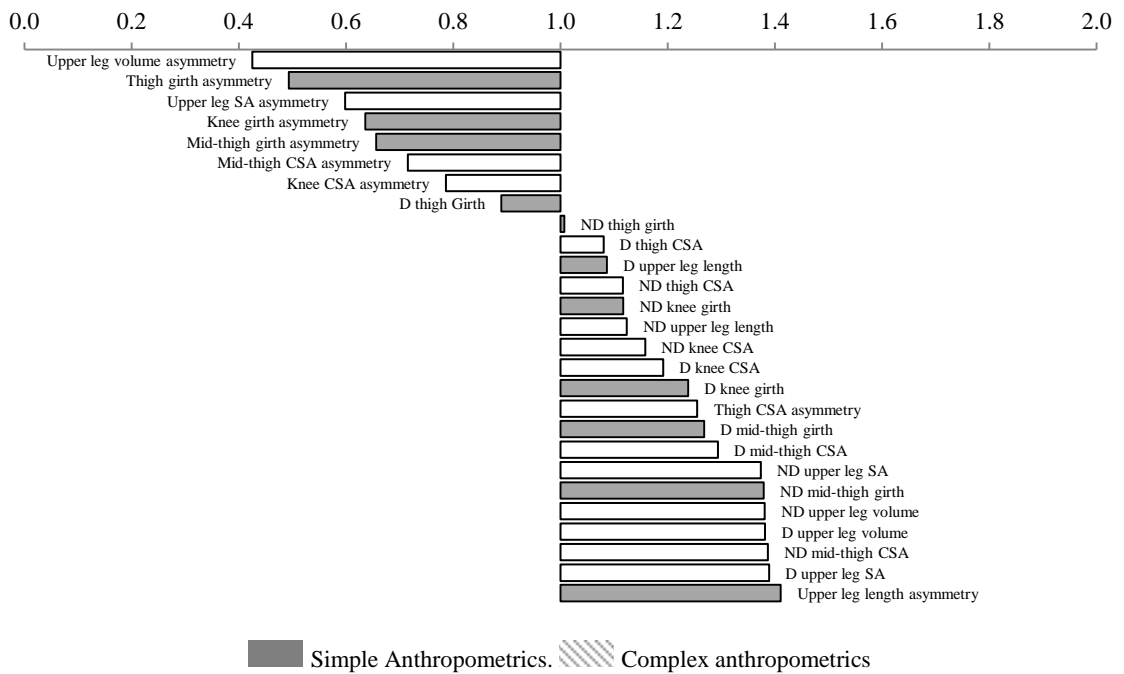 0.0 0.2 0.4 0.6 0.8 1.0 1.2 1.4 1.6 1.8 2.0
Upper leg volume asymmetry
Thigh girth asymmetry
Upper leg SA asymmetry
Knee girth asymmetry
Mid-thigh girth asymmetry
Mid-thigh CSA asymmetry
Knee CSA asymmetry
D thigh Girth
ND thigh girth
D thigh CSA
D upper leg length
ND thigh CSA
ND knee girth
ND upper leg length
ND knee CSA
D knee CSA
D knee girth
Thigh CSA asymmetry
D mid-thigh girth
D mid-thigh CSA
ND upper leg SA
ND mid-thigh girth
ND upper leg volume
D upper leg volume
ND mid-thigh CSA
D upper leg SA
Upper leg length asymmetry
Simple Anthropometrics. Complex anthropometrics